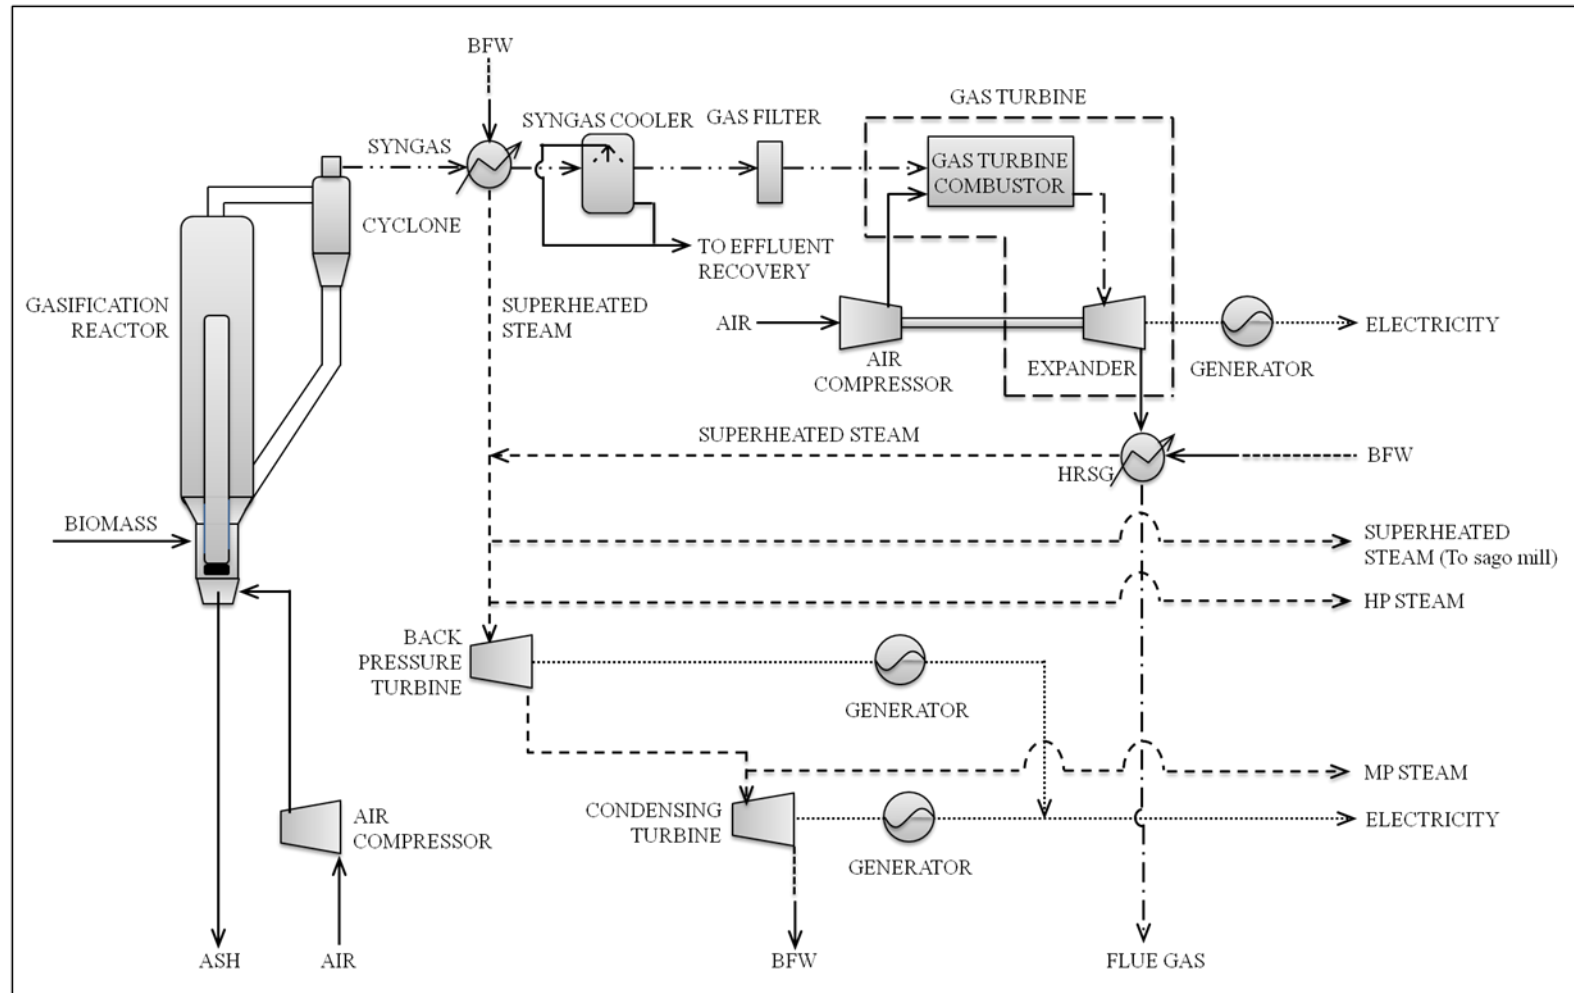 BFW
SYNGAS COOLER
GAS FILTER
GAS TURBINE
SYNGAS
GAS TURBINE
COMBUSTOR
CYCLONE
TO EFFLUENT
RECOVERY
GASIFICATION
REACTOR
SUPERHEATED
STEAM
AIR
AIR
COMPRESSOR
EXPANDER
GENERATOR
ELECTRICITY
SUPERHEATED STEAM
HRSG
BFW
BIOMASS
SUPERHEATED
STEAM (To sago mill)
HP STEAM
BACK
PRESSURE
TURBINE
GENERATOR
MP STEAM
AIR
COMPRESSOR
CONDENSING
TURBINE
GENERATOR
ELECTRICITY
ASH
AIR
BFW
FLUE GAS